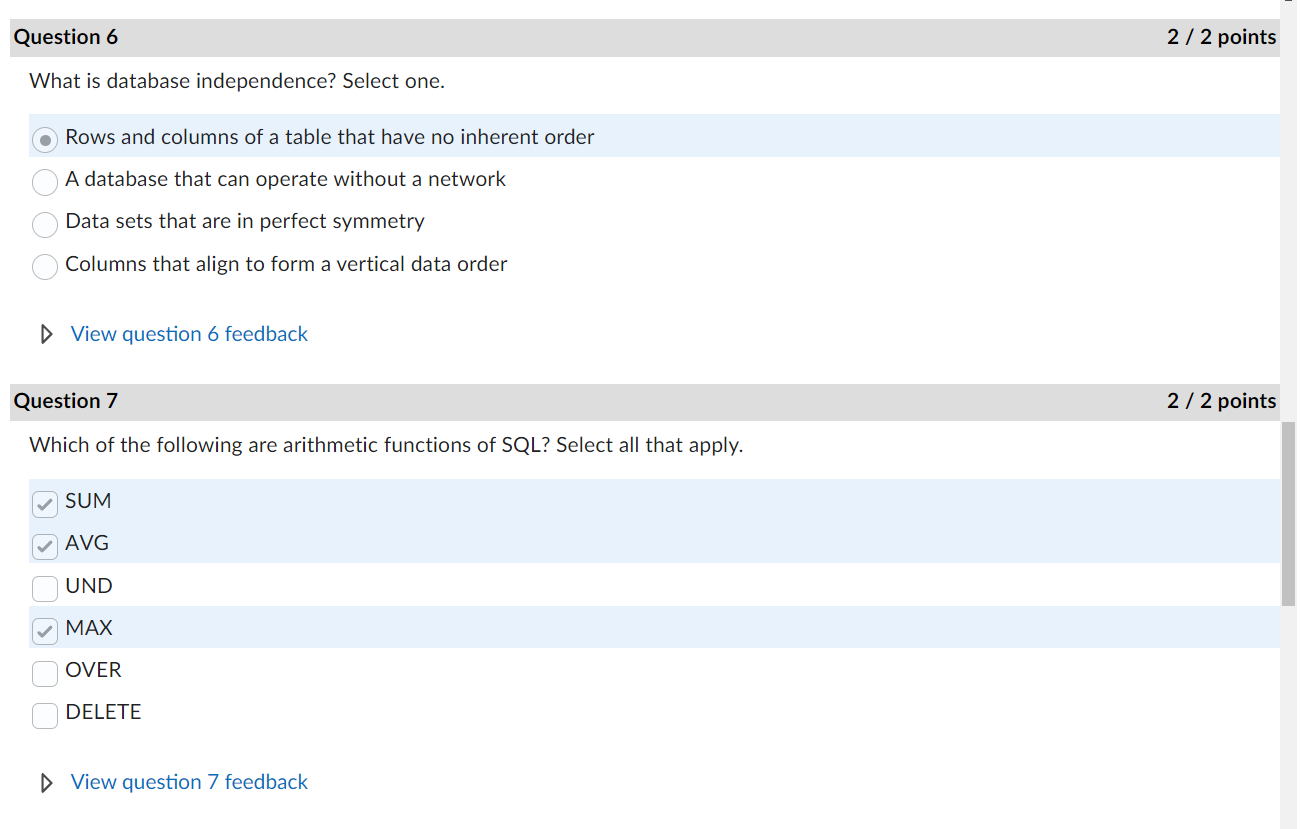 Question 6 2 / 2 points
What is database independence? Select one.
Rows and columns of a table that have no inherent order
A database that can operate without a network
Data sets that are in perfect symmetry
Columns that align to form a vertical data order
View question 6 feedback
Question 7 2 / 2 points
Which of the following are arithmetic functions of SQL? Select all that apply.
SUM
AVG
UND
MAX
OVER
DELETE
View question 7 feedback